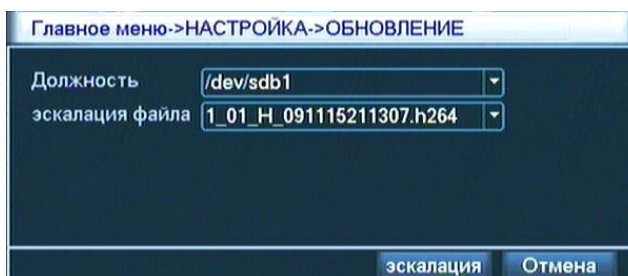 Главное меню->НАСТРОЙКА->ОБНОВЛЕНИЕ
Должность /dev/sdb1
эскалация файла 1_01_H_091115211307.h264
эскалация Отмена